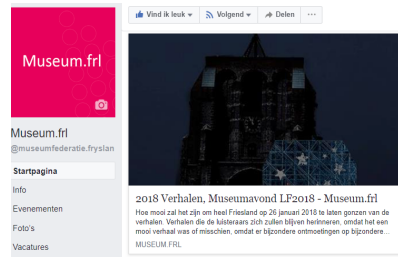 Museum.frl
Vind ik leuk
Volgend
Delen
Museum.frl
@museumfederatie.fryslan
Startpagina
Info
Evenementen
Foto's
Vacatures
2018 Verhalen, Museumavond LF2018 - Museum.frl
Hoe mooi zal het zijn om heel Friesland op 26 januari 2018 te laten gonzen van de
verhalen. Verhalen die de luisteraars zich zullen blijven herinneren, omdat het een
mooi verhaal was of misschien, omdat er bijzondere ontmoetingen op bijzondere...
MUSEUM.FRL